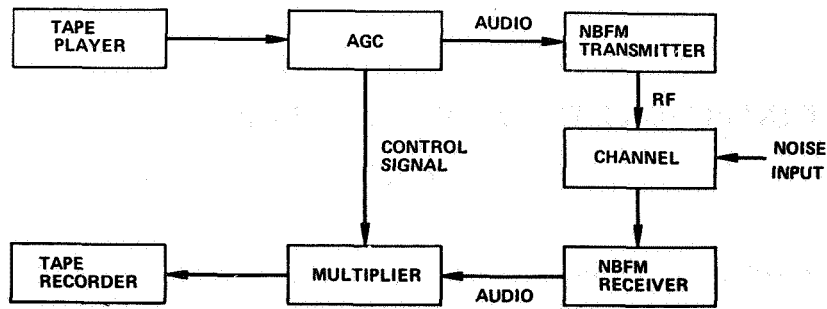 TAPE
PLAYER
AGC
AUDIO
NBFM
TRANSMITTER
RF
CONTROL
SIGNAL
CHANNEL
NOISE
INPUT
TAPE
RECORDER
MULTIPLIER
AUDIO
NBFM
RECEIVER